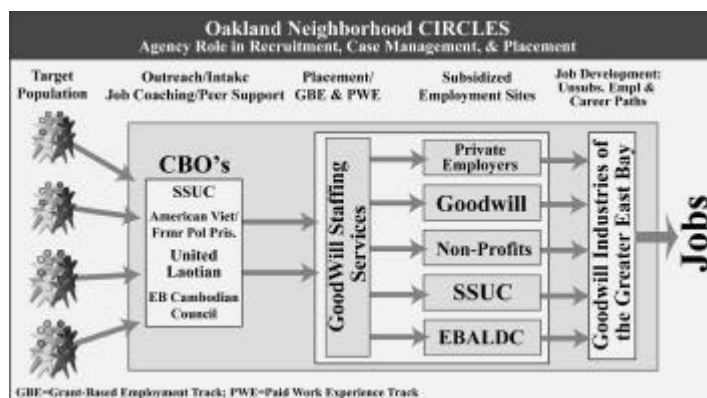 Oakland Neighborhood CIRCLES
Agency Role in Recruitment, Case Management, & Placement
Target
Population
Outreach/Intake
Job Coaching/Peer Support
Placement/
GBE & PWE
Subsidized
Employment Sites
Job Development:
Unsubs. Empl &
Career Paths
CBO's
SSUC
American Viet/
Frmr Pol Pris.
United
Laotian
EB Cambodian
Council
GoodWill Staffing
Services
Private
Employers
Goodwill
Non-Profits
SSUC
EBALDC
Goodwill Industries of
the Greater East Bay
Jobs
GBE=Grant-Based Employment Track; PWE=Paid Work Experience Track